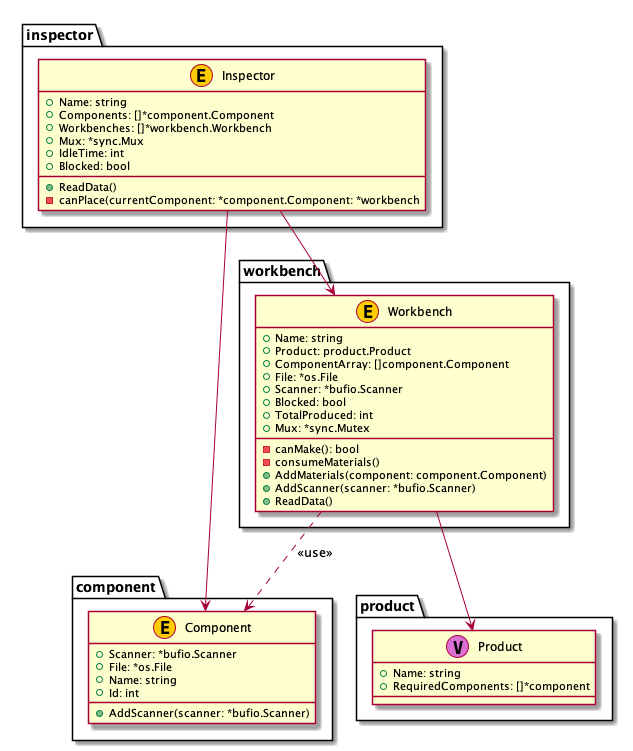 inspector
E Inspector
Name: string
Components: []*component.Component
Workbenches: []*workbench.Workbench
Mux: *sync.Mux
IdleTime: int
Blocked: bool
ReadData()
canPlace(currentComponent: *component.Component: *workbench
workbench
E Workbench
Name: string
Product: product.Product
ComponentArray: []component.Component
File: *os.File
Scanner: *bufio.Scanner
Blocked: bool
TotalProduced: int
Mux: *sync.Mutex
canMake(): bool
consumeMaterials()
AddMaterials(component: component.Component)
AddScanner(scanner: *bufio.Scanner)
ReadData()
«use»
component
E Component
Scanner: *bufio.Scanner
File: *os.File
Name: string
Id: int
AddScanner(scanner: *bufio.Scanner)
product
V Product
Name: string
RequiredComponents: []*component